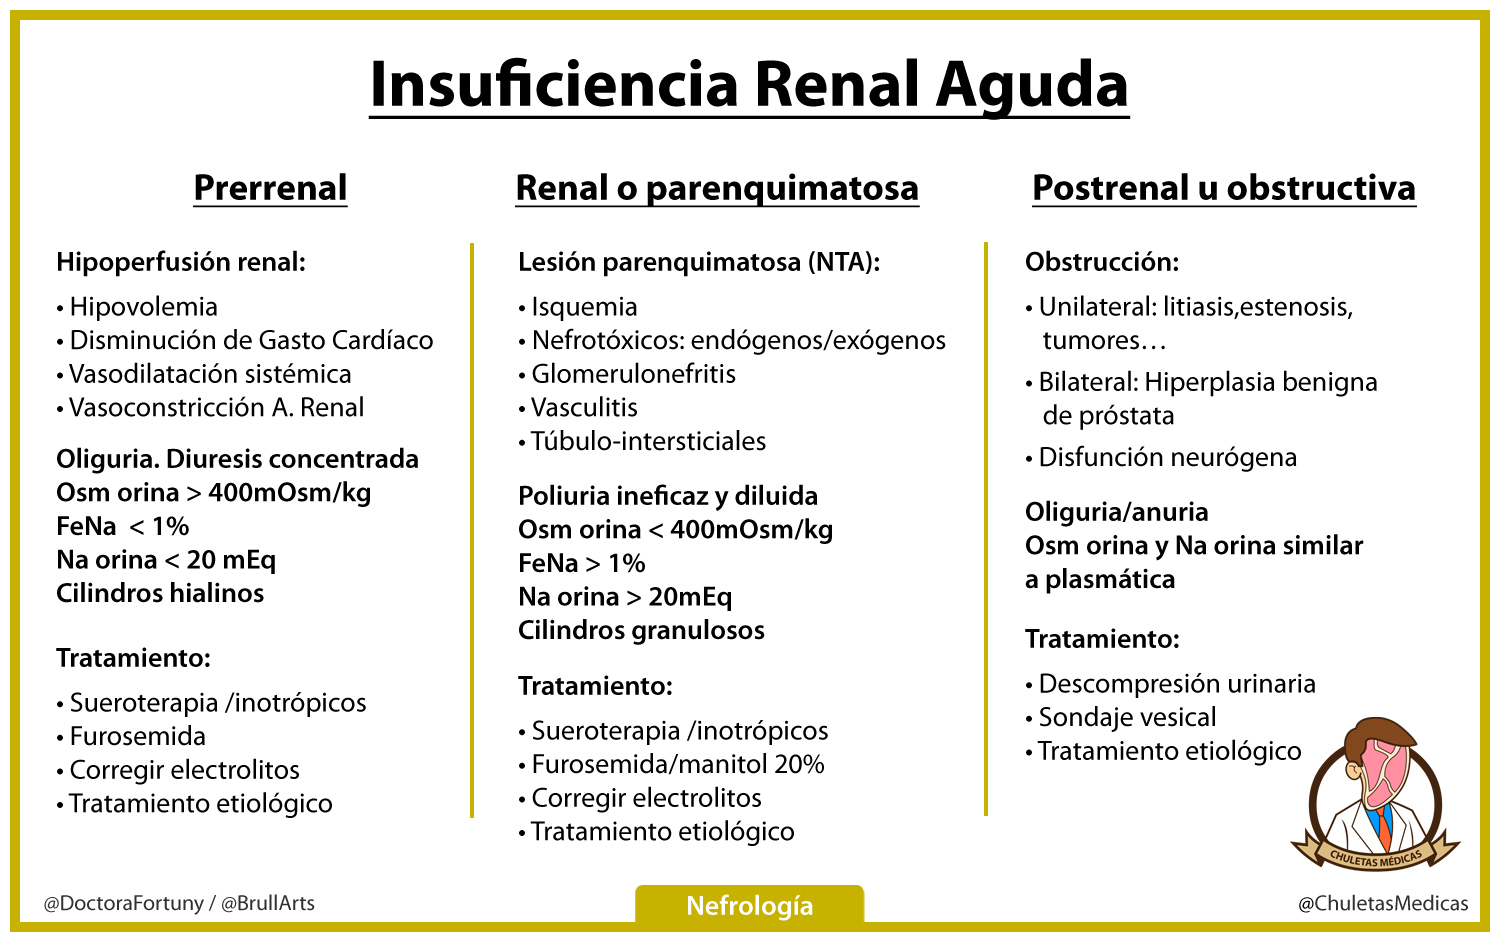 Insuficiencia Renal Aguda
Prerrenal
Hipoperfusión renal:
• Hipovolemia
• Disminución de Gasto Cardíaco
• Vasodilatación sistémica
• Vasoconstricción A. Renal
Oliguria. Diuresis concentrada
Osm orina > 400mOsm/kg
FeNa < 1%
Na orina < 20 mEq
Cilindros hialinos
Tratamiento:
• Sueroterapia /inotrópicos
• Furosemida
• Corregir electrolitos
• Tratamiento etiológico
Renal o parenquimatosa
Lesión parenquimatosa (NTA):
• Isquemia
• Nefrotóxicos: endógenos/exógenos
• Glomerulonefritis
• Vasculitis
• Túbulo-intersticiales
Poliuria ineficaz y diluida
Osm orina < 400mOsm/kg
FeNa > 1%
Na orina > 20mEq
Cilindros granulosos
Tratamiento:
• Sueroterapia /inotrópicos
• Furosemida/manitol 20%
• Corregir electrolitos
• Tratamiento etiológico
Postrenal u obstructiva
Obstrucción:
• Unilateral: litiasis,estenosis,
tumores…
• Bilateral: Hiperplasia benigna
de próstata
• Disfunción neurógena
Oliguria/anuria
Osm orina y Na orina similar
a plasmática
Tratamiento:
• Descompresión urinaria
• Sondaje vesical
• Tratamiento etiológico
CHULETAS MÉDICAS
@DoctoraFortuny / @BrullArts
Nefrología
@ChuletasMedicas